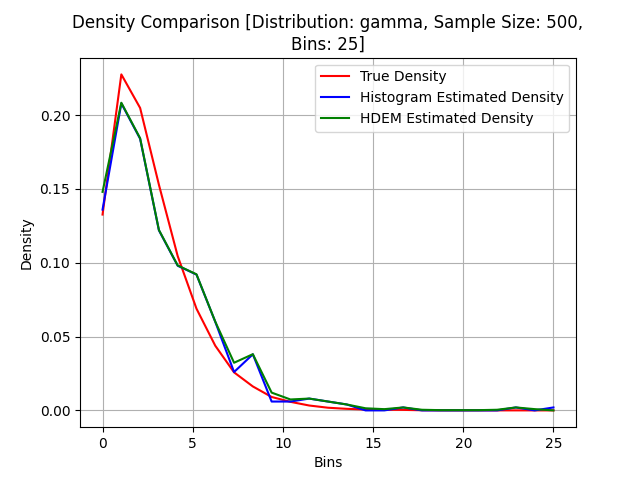 Density Comparison [Distribution: gamma, Sample Size: 500,
Bins: 25]
True Density
Histogram Estimated Density
HDEM Estimated Density
Density
0.20
0.15
0.10
0.05
0.00
0
5
10
15
20
25
Bins